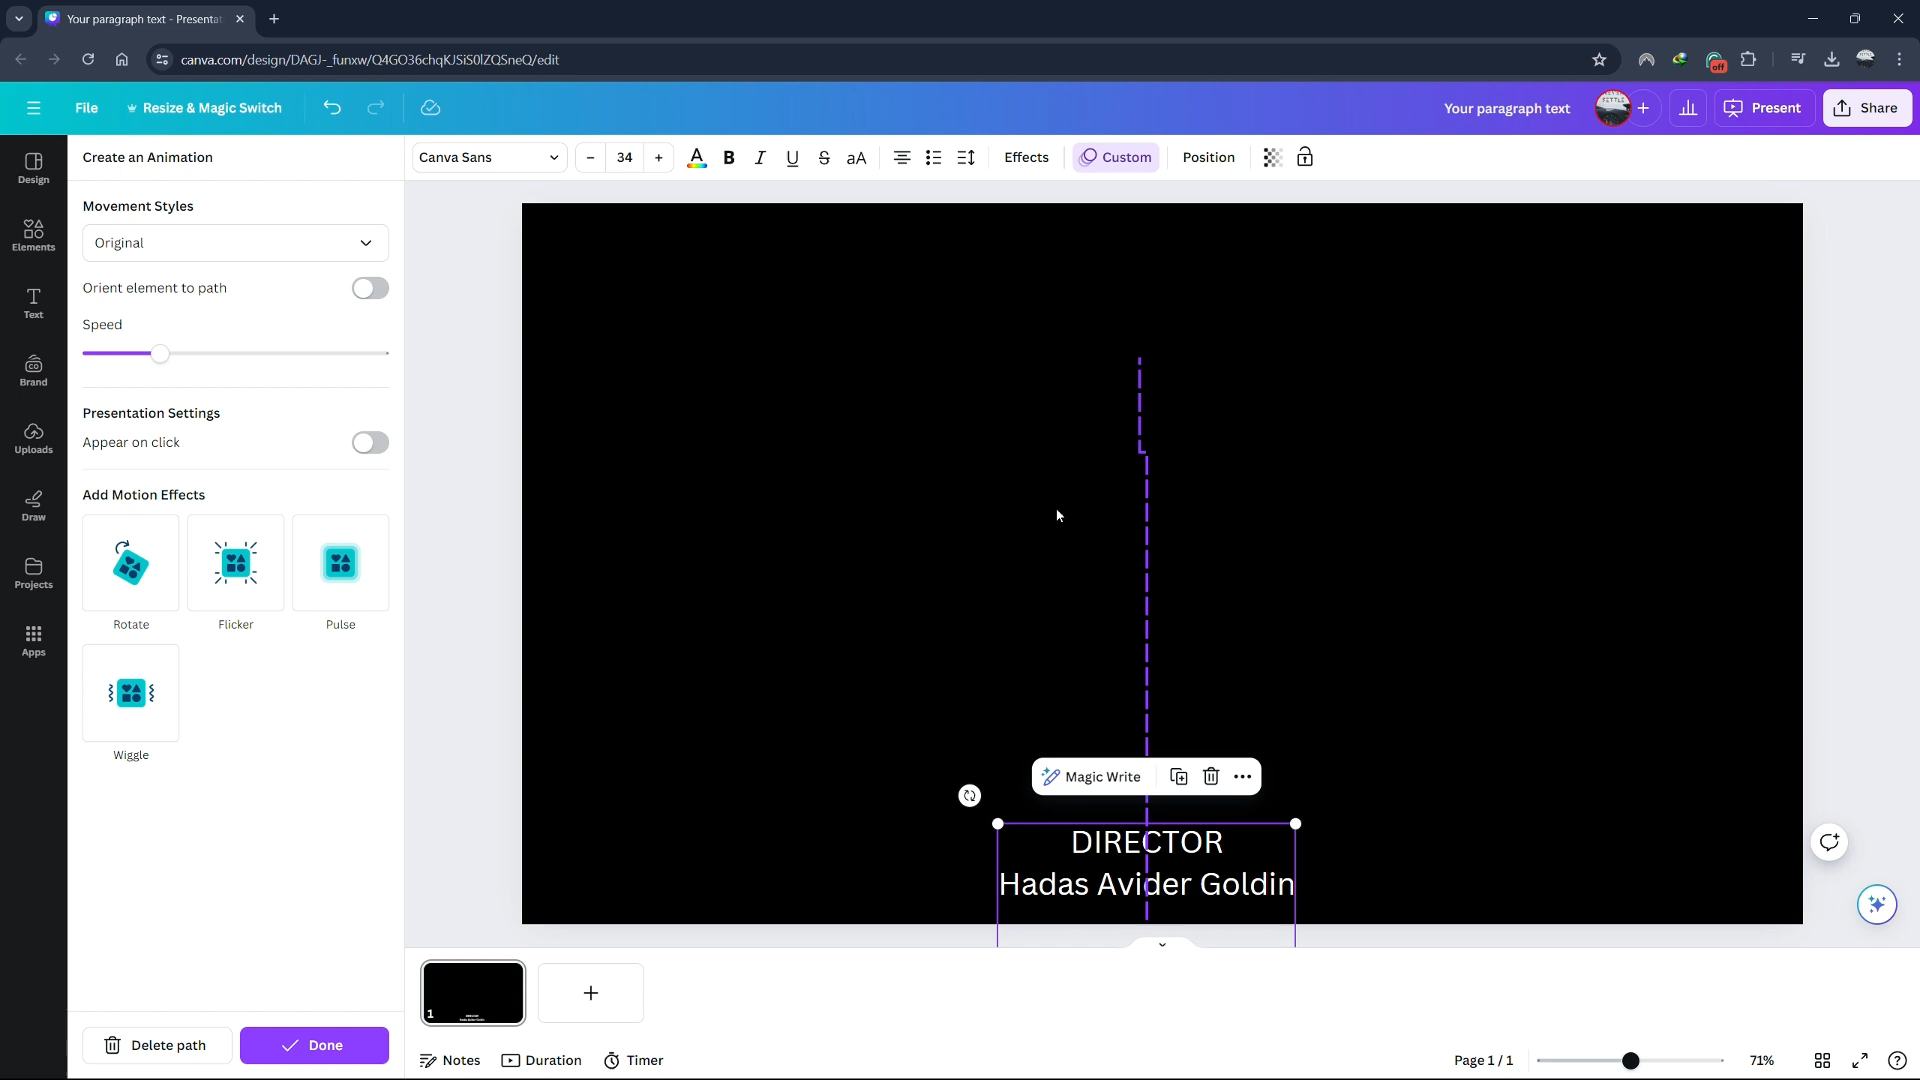 Your paragraph text - Presentat
canva.com/design/DAGJ-_funxw/Q4GO36chqKJSiS0lZQSneQ/edit
off
File
Resize & Magic Switch
Your paragraph text
Present
Share
Design
Elements
Text
Brand
Uploads
Draw
Projects
Apps
Create an Animation
Movement Styles
Original
Orient element to path
Speed
Presentation Settings
Appear on click
Add Motion Effects
Rotate
Flicker
Pulse
Wiggle
Delete path
Done
Canva Sans
34
A
B
I
U
S
aA
Effects
Custom
Position
Magic Write
DIRECTOR
Hadas Avider Goldin
1
Notes
Duration
Timer
Page 1 / 1
71%